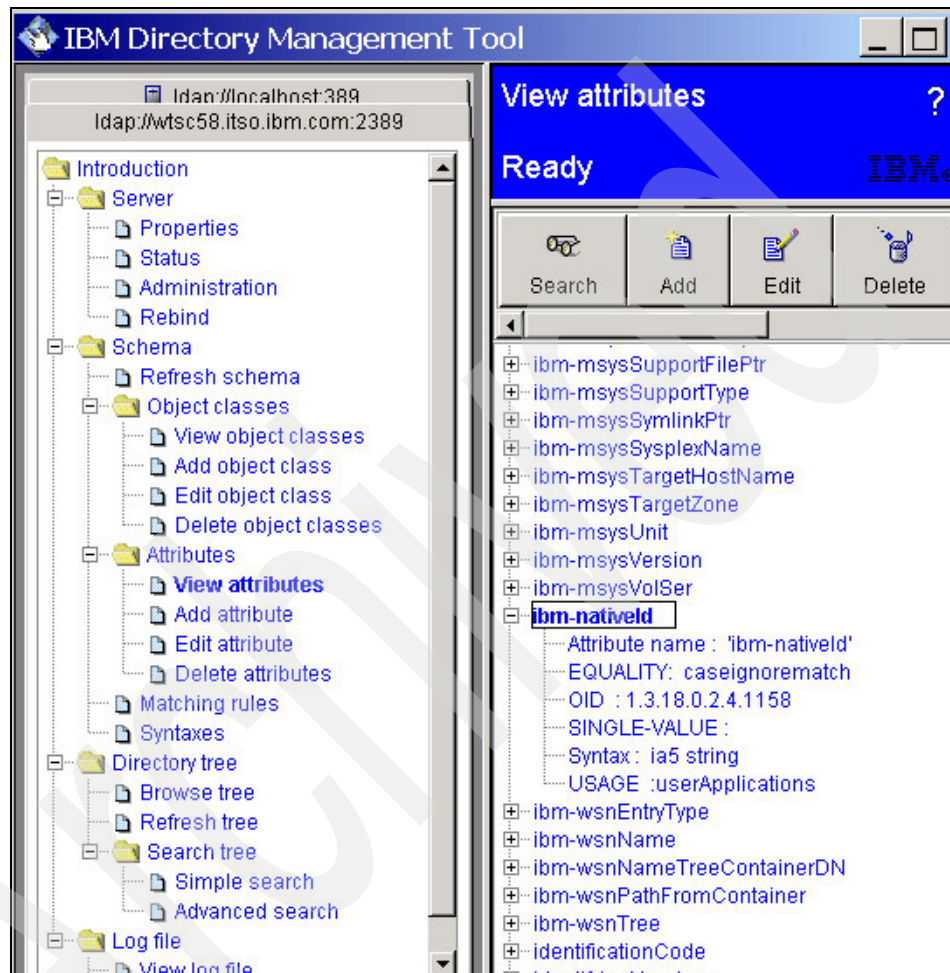 IBM Directory Management Tool
ldap://localhost:389
ldap://wtsc58.itso.ibm.com:2389
Introduction
Server
Properties
Status
Administration
Rebind
Schema
Refresh schema
Object classes
View object classes
Add object class
Edit object class
Delete object classes
Attributes
View attributes
Add attribute
Edit attribute
Delete attributes
Matching rules
Syntaxes
Directory tree
Browse tree
Refresh tree
Search tree
Simple search
Advanced search
Log file
View log file
View attributes
?
Ready
IBM
Search
Add
Edit
Delete
ibm-msysSupportFilePtr
ibm-msysSupportType
ibm-msysSymlinkPtr
ibm-msysSysplexName
ibm-msysTargetHostName
ibm-msysTargetZone
ibm-msysUnit
ibm-msysVersion
ibm-msysVolSer
ibm-nativeId
Attribute name : 'ibm-nativeId'
EQUALITY: caseignorematch
OID : 1.3.18.0.2.4.1158
SINGLE-VALUE :
Syntax : ia5 string
USAGE :userApplications
ibm-wsnEntryType
ibm-wsnName
ibm-wsnNameTreeContainerDN
ibm-wsnPathFromContainer
ibm-wsnTree
identificationCode